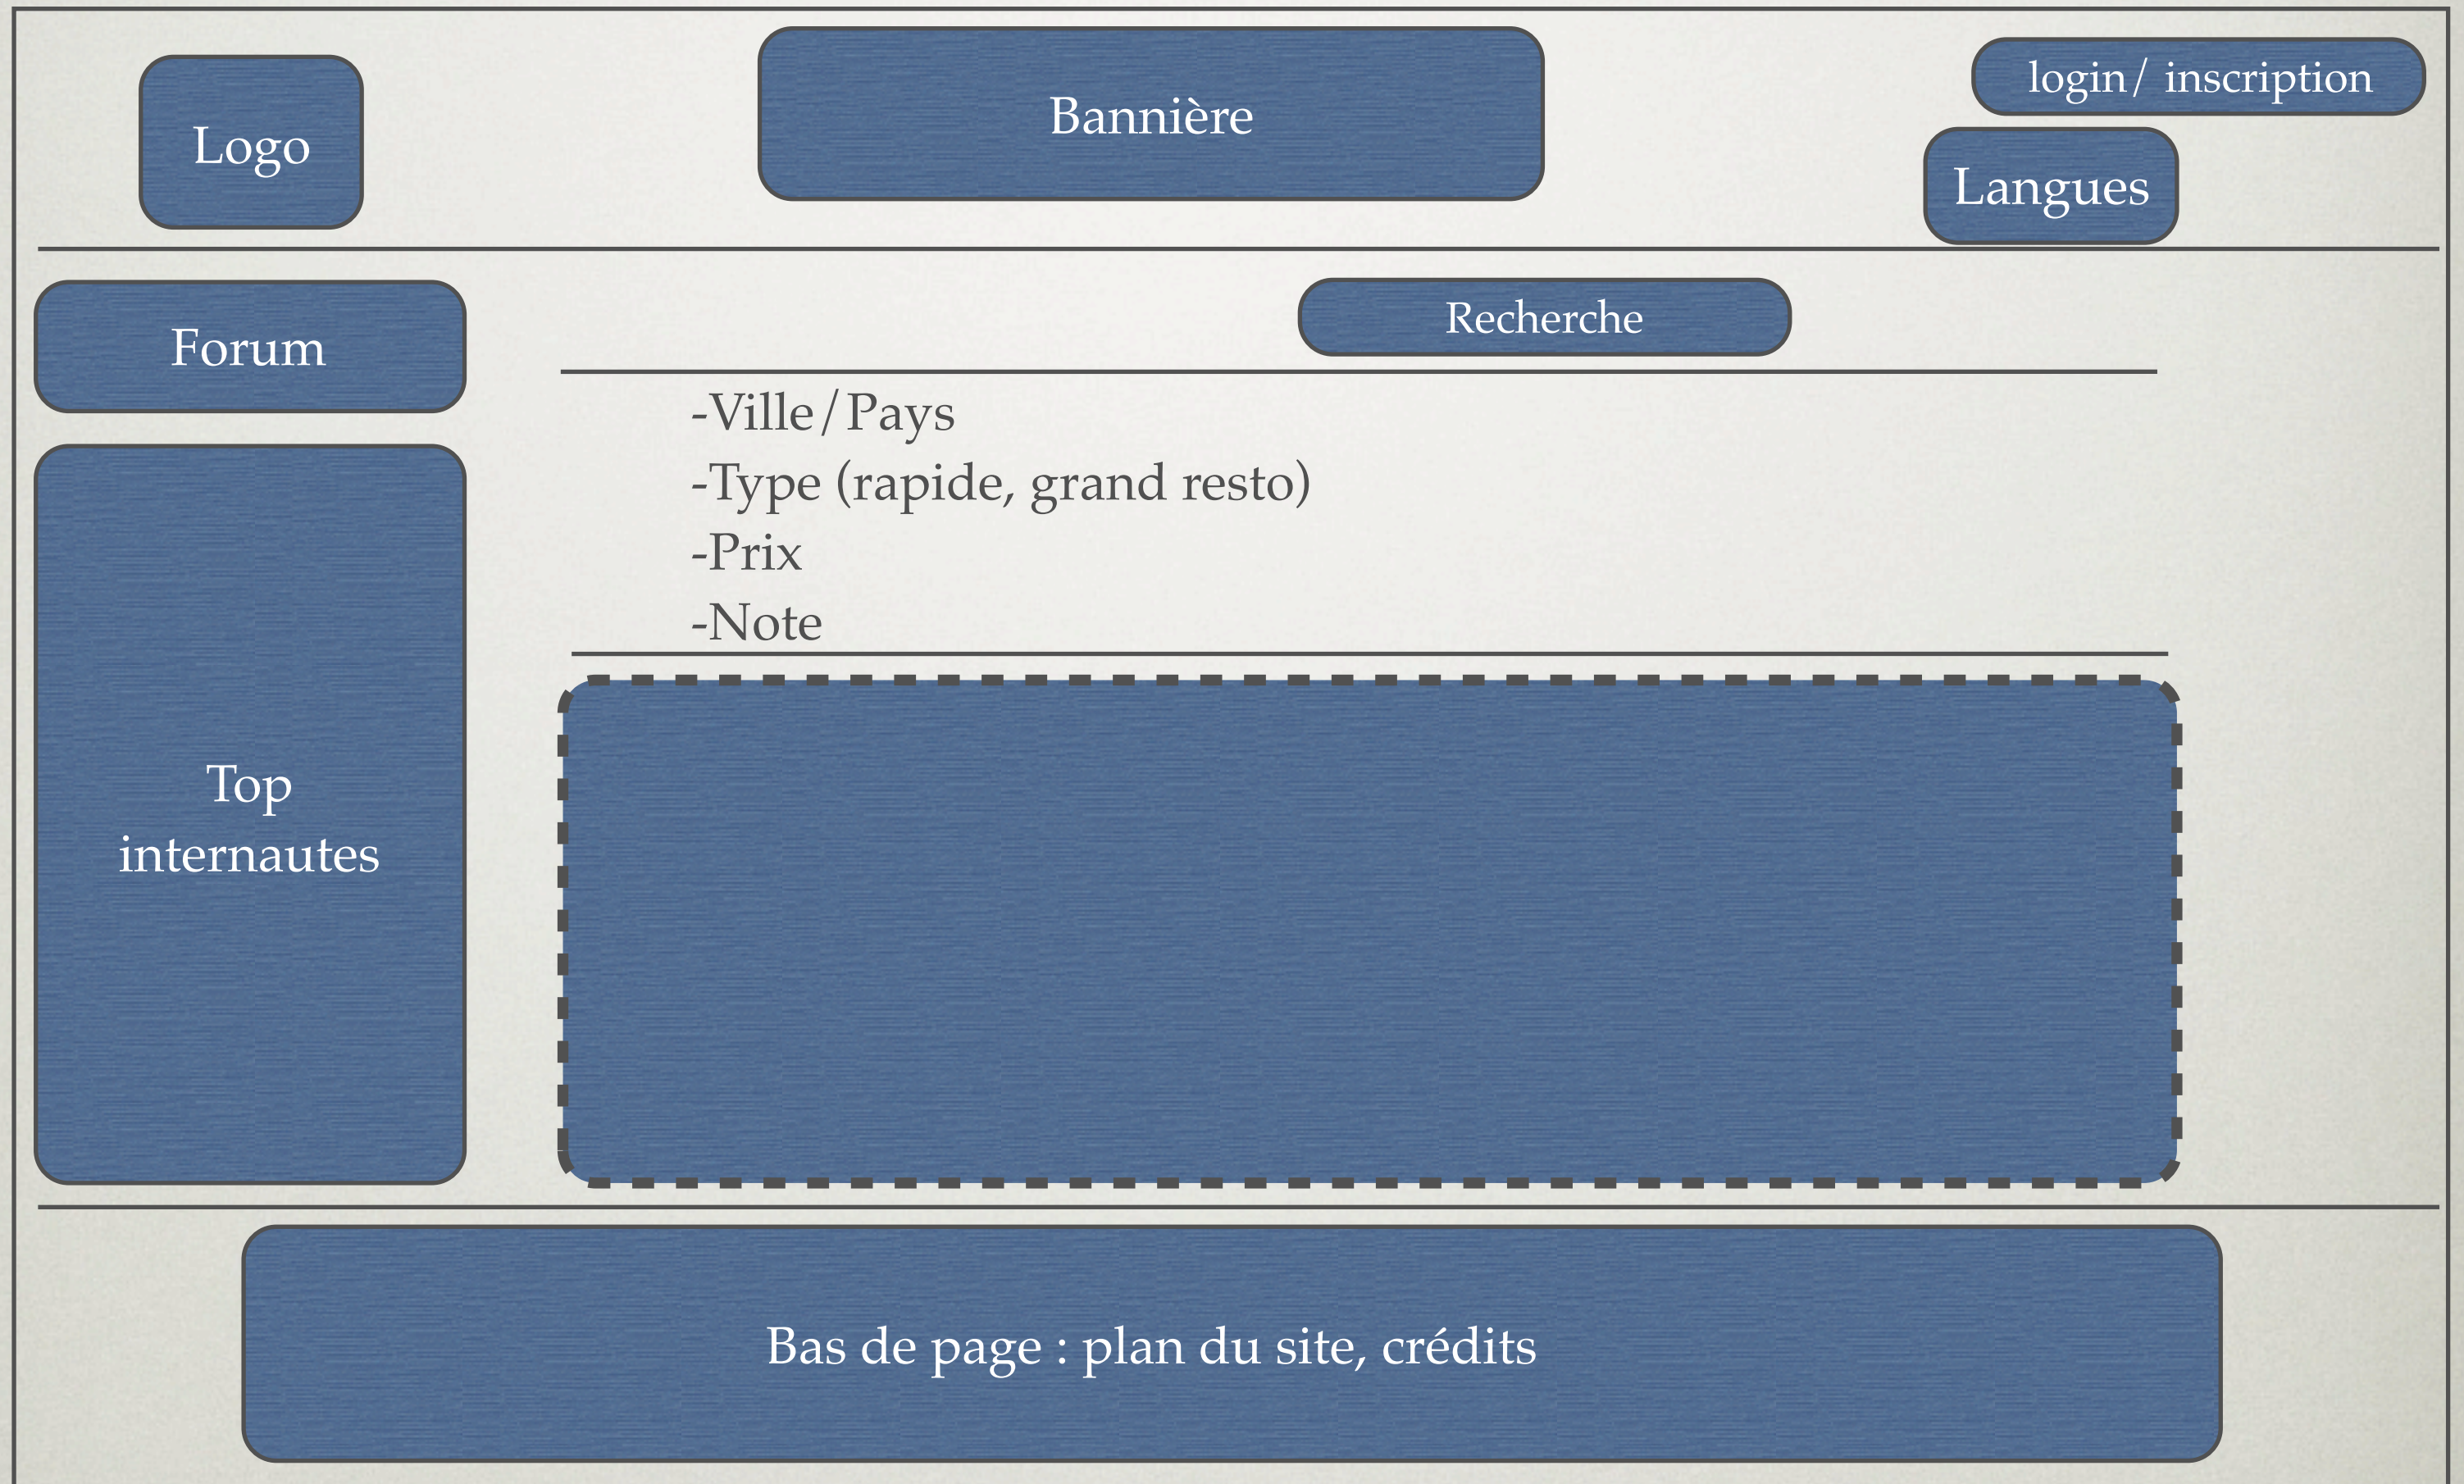 Logo
Bannière
login/ inscription
Langues
Forum
Recherche
-Ville/Pays
-Type (rapide, grand resto)
-Prix
-Note
Top
internautes
Bas de page : plan du site, crédits